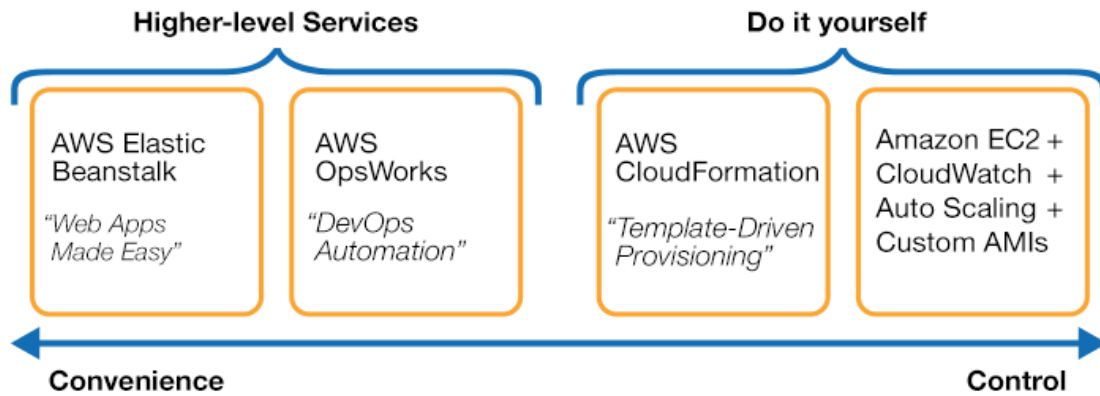 Higher-level Services
Do it yourself
AWS Elastic
Beanstalk
“Web Apps
Made Easy”
AWS
OpsWorks
“DevOps
Automation”
AWS
CloudFormation
“Template-Driven
Provisioning”
Amazon EC2 +
CloudWatch +
Auto Scaling +
Custom AMIs
Convenience
Control